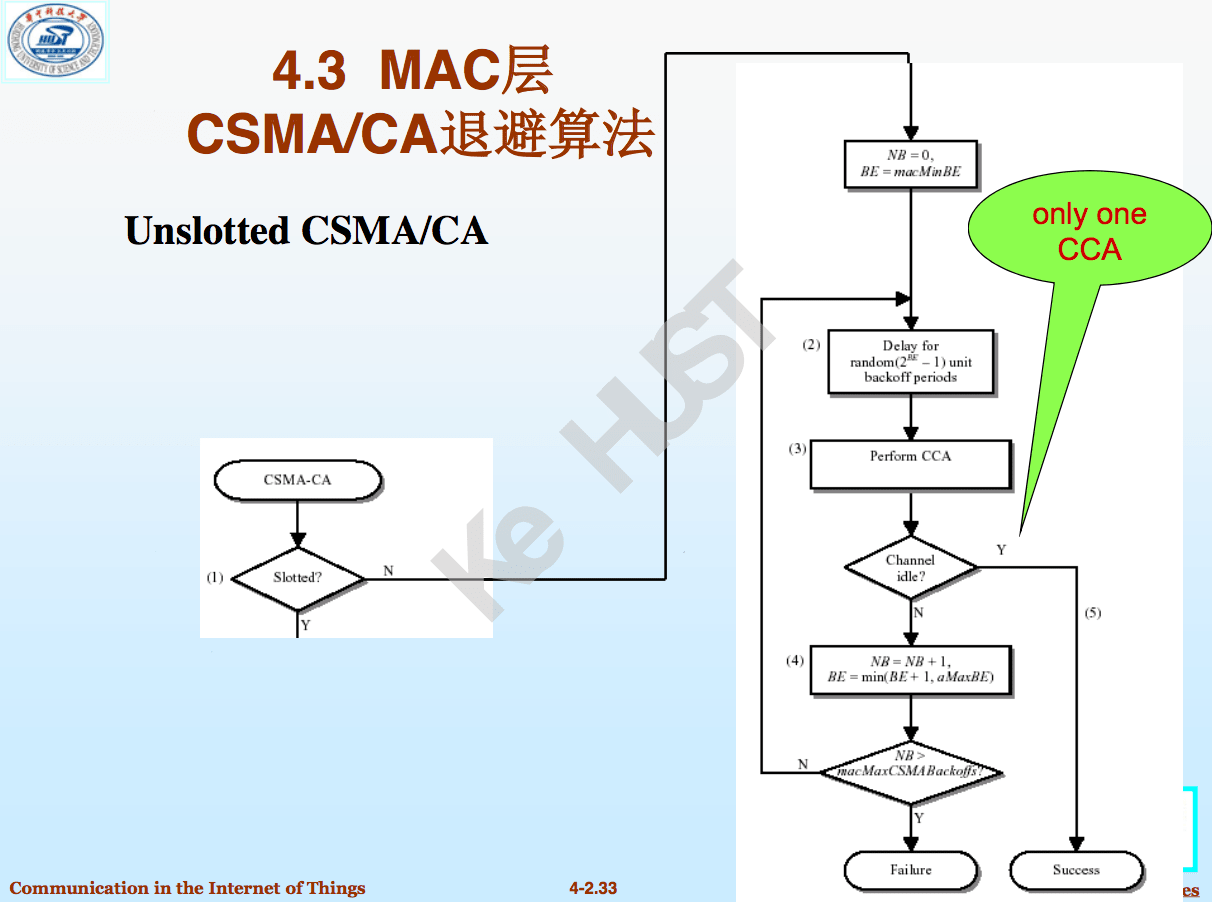 4.3 MAC层
CSMA/CA退避算法
Unslotted CSMA/CA
CSMA-CA
(1)
Slotted?
N
Y
NB = 0,
BE = macMinBE
only one
CCA
(2)
Delay for
random(2^BE – 1) unit
backoff periods
(3)
Perform CCA
Channel
idle?
Y
N
(5)
(4)
NB = NB + 1,
BE = min(BE + 1, aMaxBE)
NB >
macMaxCSMABackoffs?
N
Y
Failure
Success
Ke HUST
Communication in the Internet of Things
4-2.33
es